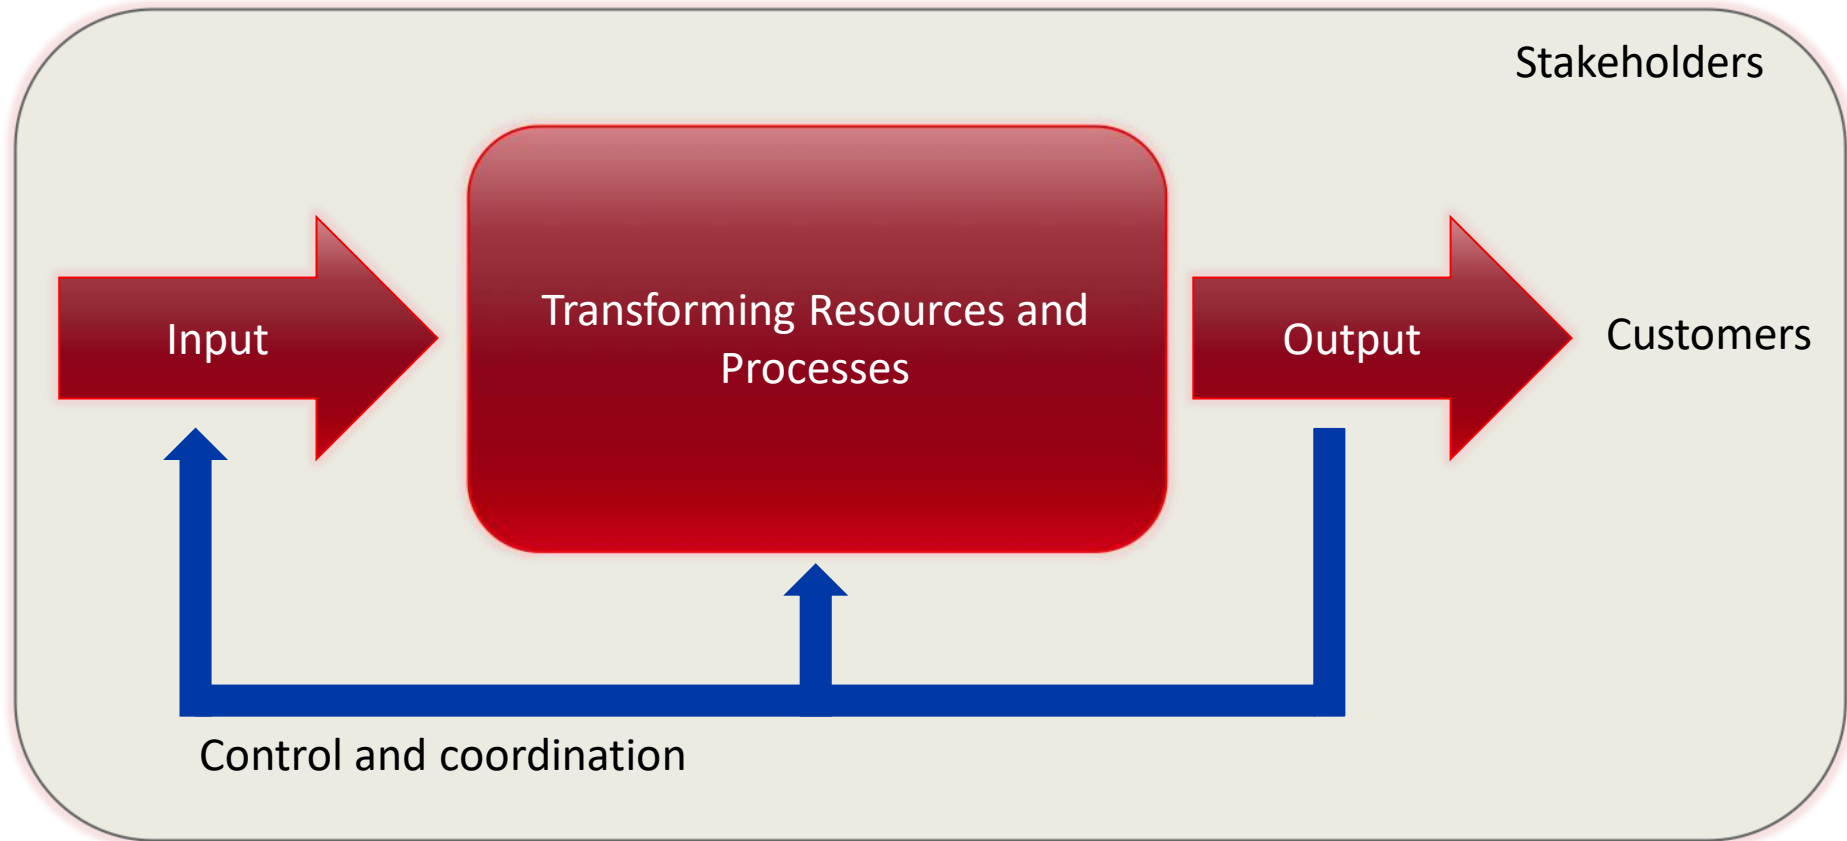 Stakeholders
Input
Transforming Resources and
Processes
Output
Customers
Control and coordination